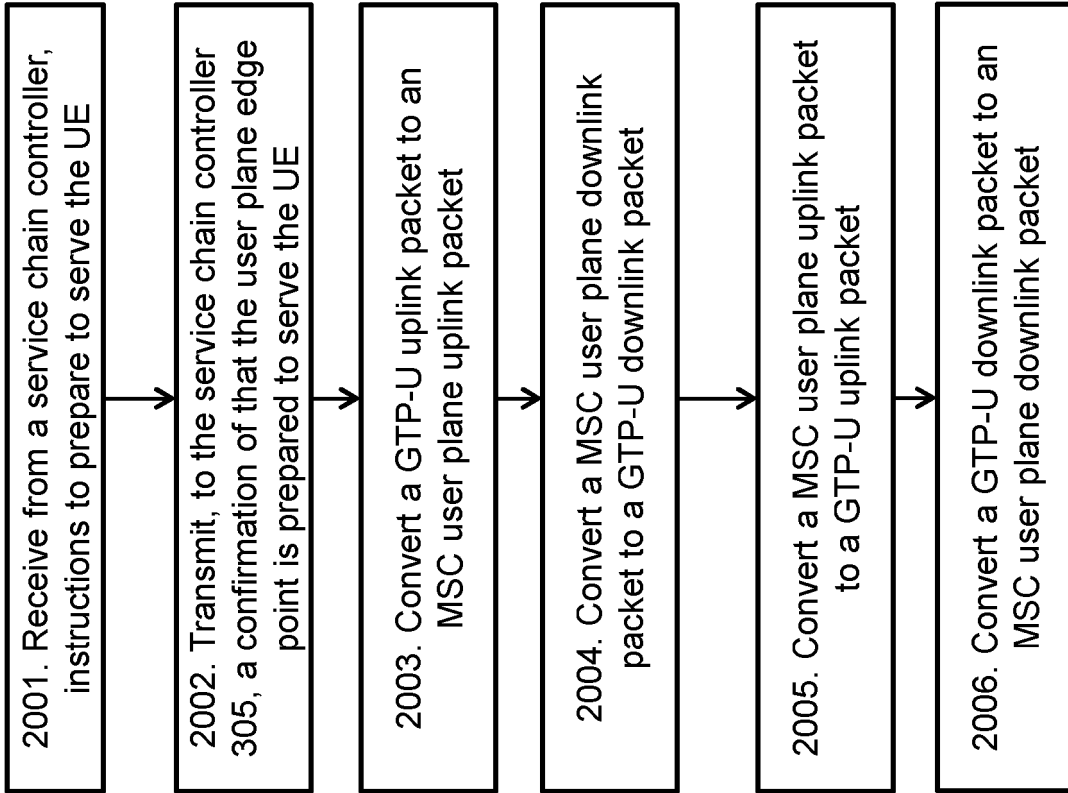 2001. Receive from a service chain controller,
instructions to prepare to serve the UE
2002. Transmit, to the service chain controller
305, a confirmation of that the user plane edge
point is prepared to serve the UE
2003. Convert a GTP-U uplink packet to an
MSC user plane uplink packet
2004. Convert a MSC user plane downlink
packet to a GTP-U downlink packet
2005. Convert a MSC user plane uplink packet
to a GTP-U uplink packet
2006. Convert a GTP-U downlink packet to an
MSC user plane downlink packet